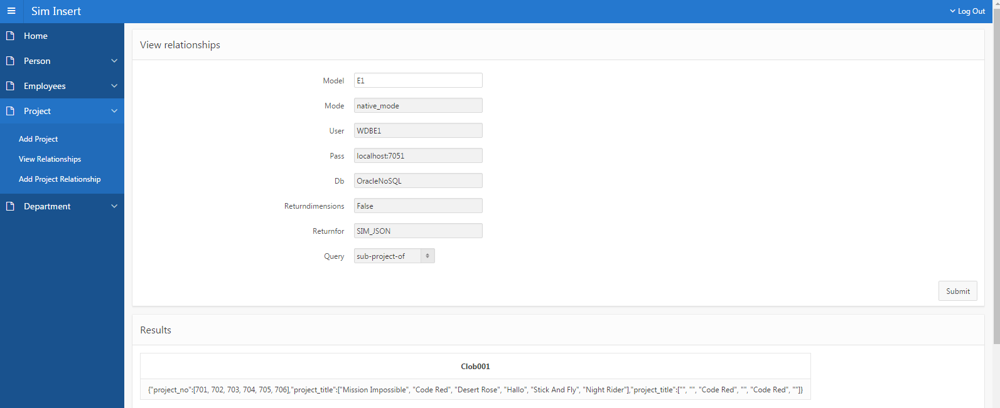 Sim Insert
Log Out
Home
Person
Employees
Project
Add Project
View Relationships
Add Project Relationship
Department
View relationships
Model E1
Mode native_mode
User WDBE1
Pass localhost:7051
Db OracleNoSQL
Returndimensions False
Returnfor SIM_JSON
Query sub-project-of
Submit
Results
Clob001
{"project_no":[701, 702, 703, 704, 705, 706],"project_title":["Mission Impossible", "Code Red", "Desert Rose", "Hallo", "Stick And Fly", "Night Rider"],"project_title":["", "", "Code Red", "", "Code Red", ""]}